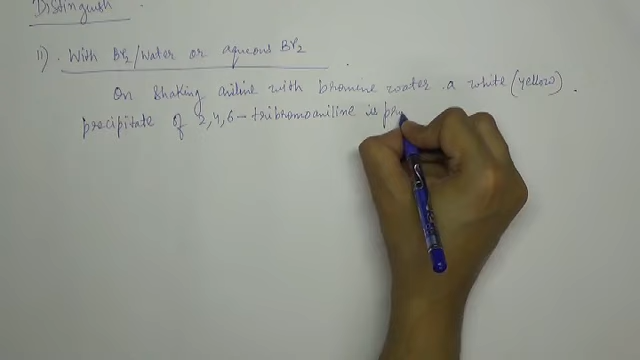 Distinguish
ii). With Br2/water or aqueous Br2 .
On Shaking aniline with bromine water . a white (yellow) .
precipitate of 2,4,6-tribromoaniline is pr